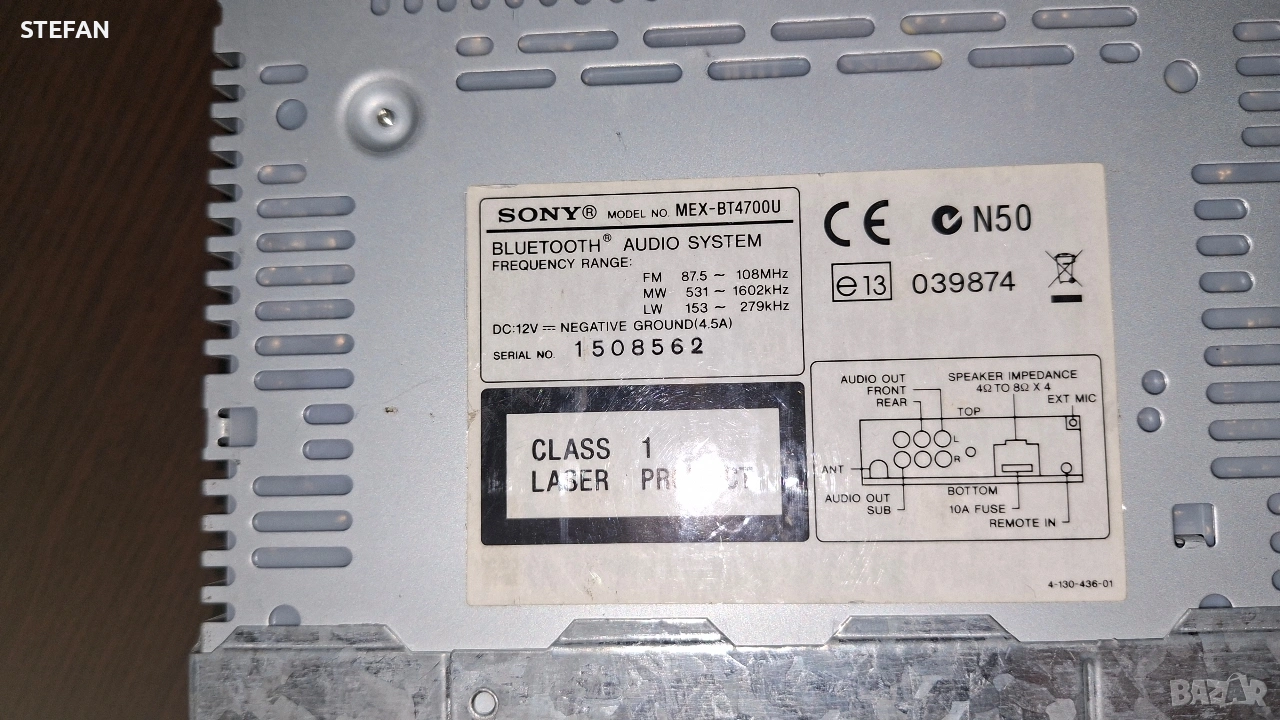 STEFAN
SONY® MODEL NO. MEX-BT4700U
BLUETOOTH® AUDIO SYSTEM
FREQUENCY RANGE:
FM 87.5 ~ 108MHz
MW 531 ~ 1602kHz
LW 153 ~ 279kHz
DC:12V ⎓ NEGATIVE GROUND(4.5A)
SERIAL NO. 1508562
CLASS 1
LASER PRODUCT
CE N50
e13 039874
AUDIO OUT
FRONT
REAR
SPEAKER IMPEDANCE
4Ω TO 8Ω X 4
EXT MIC
TOP
L
R
ANT
BOTTOM
AUDIO OUT
SUB
10A FUSE
REMOTE IN
4-130-436-01
BAZAR